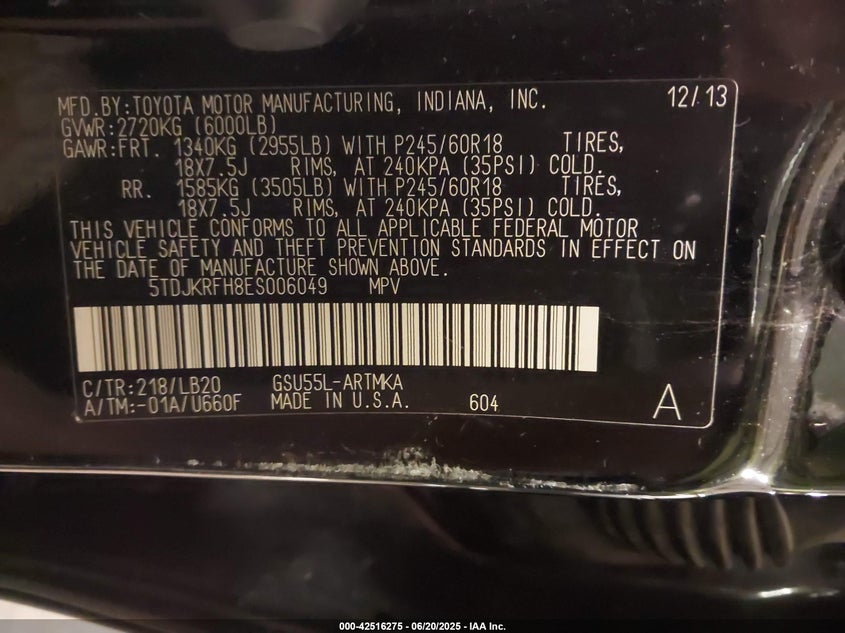 MFD.BY:TOYOTA MOTOR MANUFACTURING, INDIANA, INC. 12/13
GVWR:2720KG (6000LB)
GAWR:FRT. 1340KG (2955LB) WITH P245/60R18 TIRES,
18X7.5J RIMS, AT 240KPA (35PSI) COLD.
RR. 1585KG (3505LB) WITH P245/60R18 TIRES,
18X7.5J RIMS, AT 240KPA (35PSI) COLD.
THIS VEHICLE CONFORMS TO ALL APPLICABLE FEDERAL MOTOR
VEHICLE SAFETY AND THEFT PREVENTION STANDARDS IN EFFECT ON
THE DATE OF MANUFACTURE SHOWN ABOVE.
5TDJKRFH8ES006049 MPV
C/TR:218/LB20 GSU55L-ARTMKA
A/TM:-01A/U660F MADE IN U.S.A. 604 A
000-42516275 - 06/20/2025 - IAA Inc.